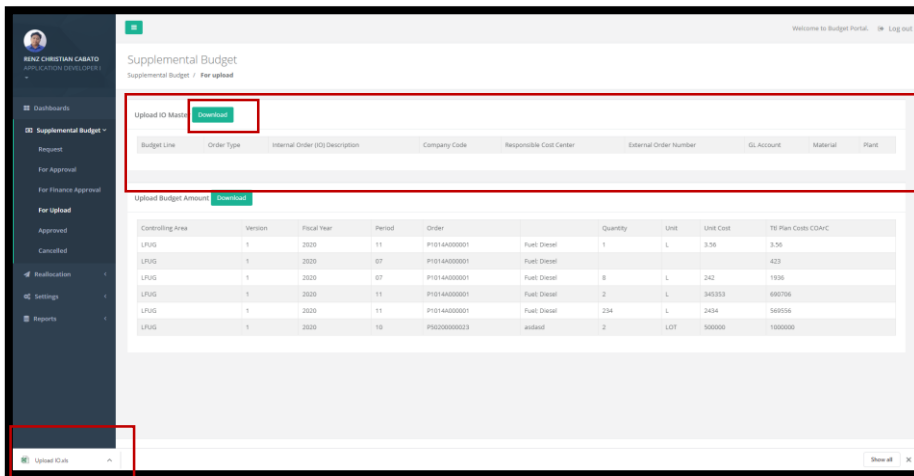 Welcome to Budget Portal. Log out
RENZ CHRISTIAN CABATO
APPLICATION DEVELOPER I
Supplemental Budget
Supplemental Budget / For upload
Dashboards
Supplemental Budget
Request
For Approval
For Finance Approval
For Upload
Approved
Cancelled
Reallocation
Settings
Reports
Upload IO Maste Download
Budget Line Order Type Internal Order (IO) Description Company Code Responsible Cost Center External Order Number GL Account Material Plant
Upload Budget Amount Download
Controlling Area Version Fiscal Year Period Order Quantity Unit Unit Cost Ttl Plan Costs COArC
LFUG 1 2020 11 P1014A000001 Fuel: Diesel 1 L 3.56 3.56
LFUG 1 2020 07 P1014A000001 Fuel: Diesel 423
LFUG 1 2020 07 P1014A000001 Fuel: Diesel 8 L 242 1936
LFUG 1 2020 11 P1014A000001 Fuel: Diesel 2 L 345353 690706
LFUG 1 2020 11 P1014A000001 Fuel: Diesel 234 L 2434 569556
LFUG 1 2020 10 P50200000023 asdasd 2 LOT 500000 1000000
Upload IO.xls
Show all